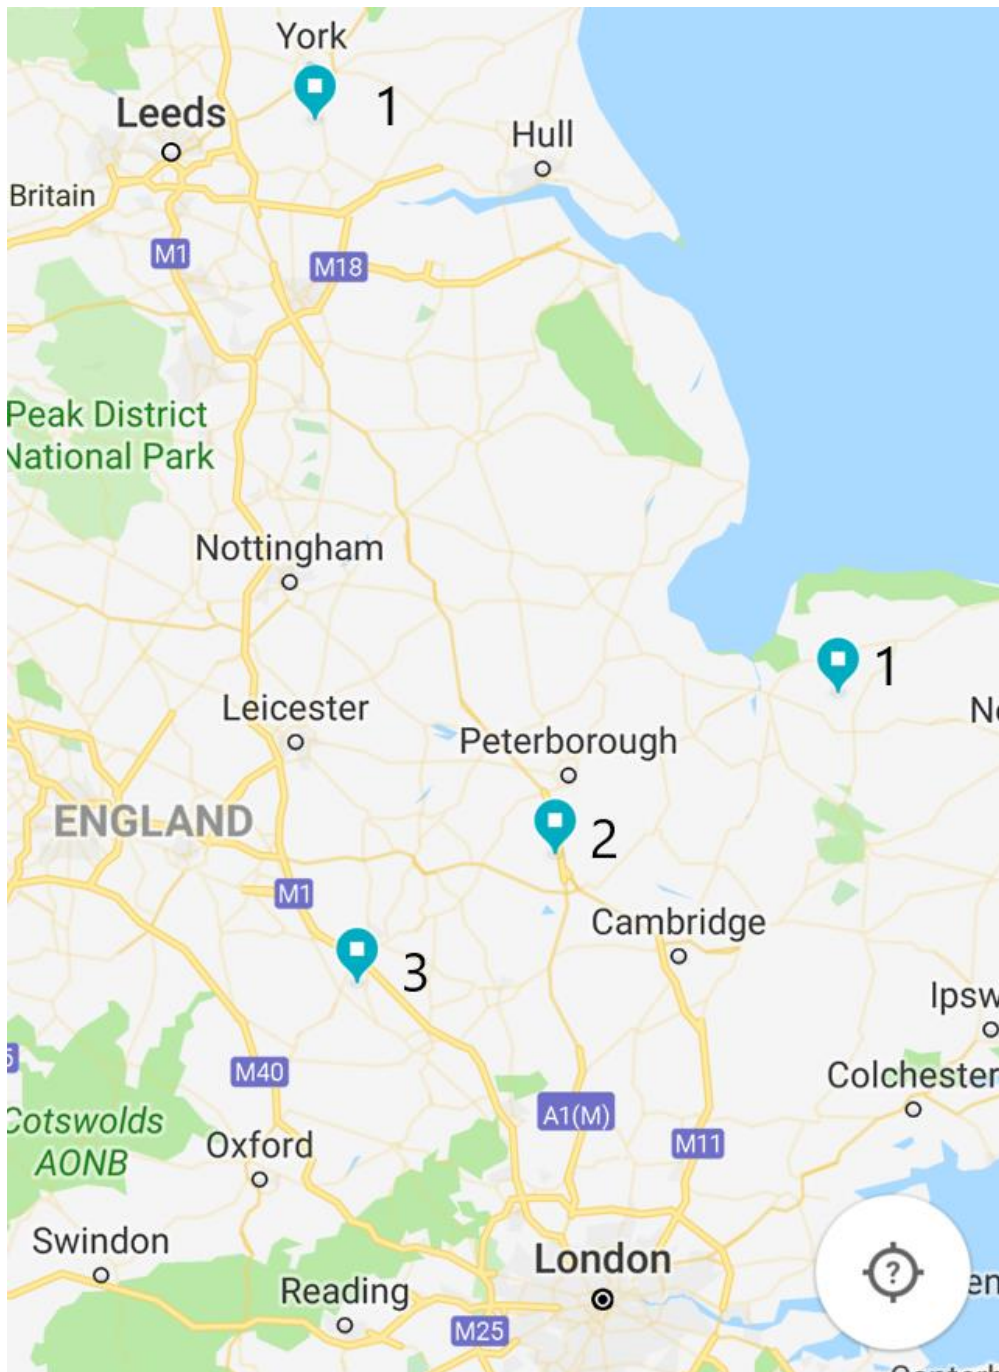 York
1
Leeds
Hull
Britain
M1
M18
Peak District
National Park
Nottingham
1
Leicester
Peterborough
ENGLAND
2
M1
Cambridge
3
Ipsw
M40
Colchester
A1(M)
Cotswolds
AONB
Oxford
M11
Swindon
London
?
Reading
M25